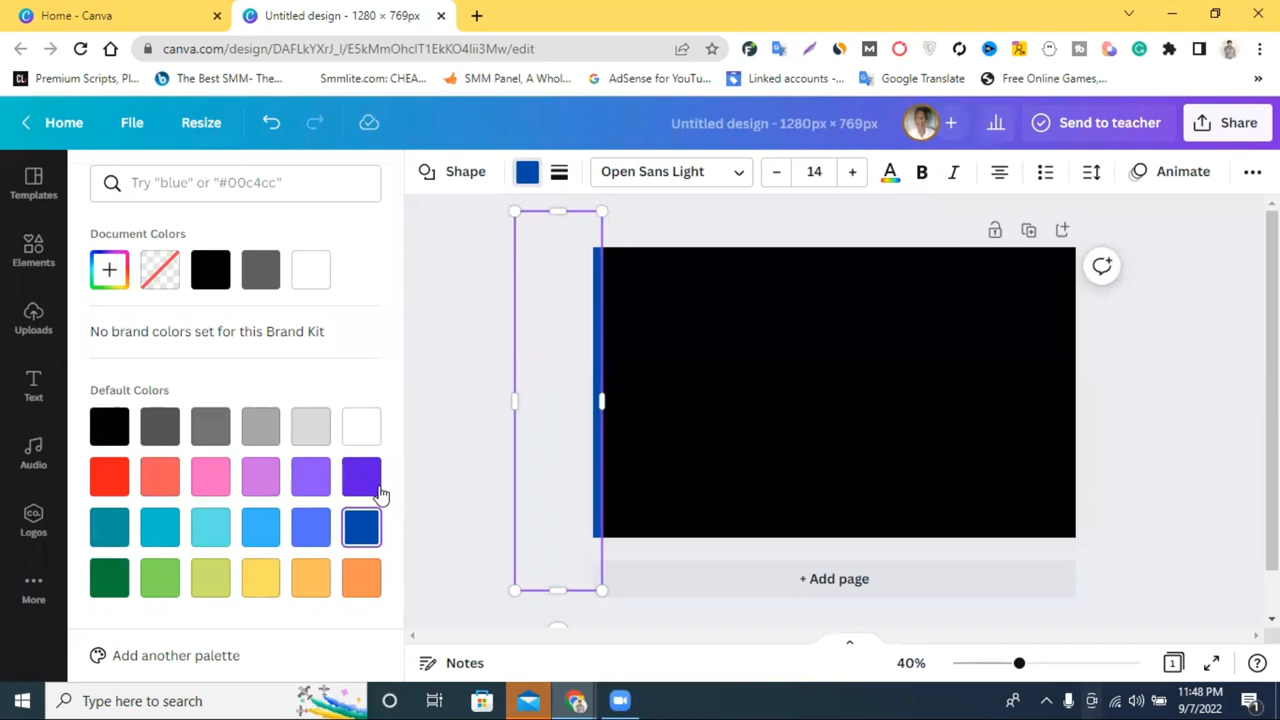 Home - Canva
Untitled design - 1280 × 769px
canva.com/design/DAFLkYXrJ_I/E5kMmOhcIT1EkKO4Iii3Mw/edit
Premium Scripts, Pl...
The Best SMM- The...
Smmlite.com: CHEA...
SMM Panel, A Whol...
AdSense for YouTu...
Linked accounts -...
Google Translate
Free Online Games,...
Home
File
Resize
Untitled design - 1280px × 769px
Send to teacher
Share
Templates
Elements
Uploads
Text
Audio
CO.
Logos
More
Try "blue" or "#00c4cc"
Document Colors
No brand colors set for this Brand Kit
Default Colors
Add another palette
Shape
Open Sans Light
14
A
B
I
Animate
+ Add page
Notes
40%
1
Type here to search
11:48 PM
9/7/2022
1